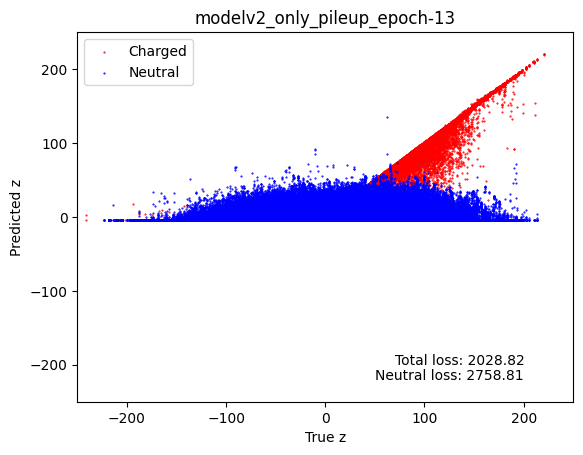 modelv2_only_pileup_epoch-13
Charged
Neutral
200
100
0
−100
−200
Predicted z
Total loss: 2028.82
Neutral loss: 2758.81
−200 −100 0 100 200
True z